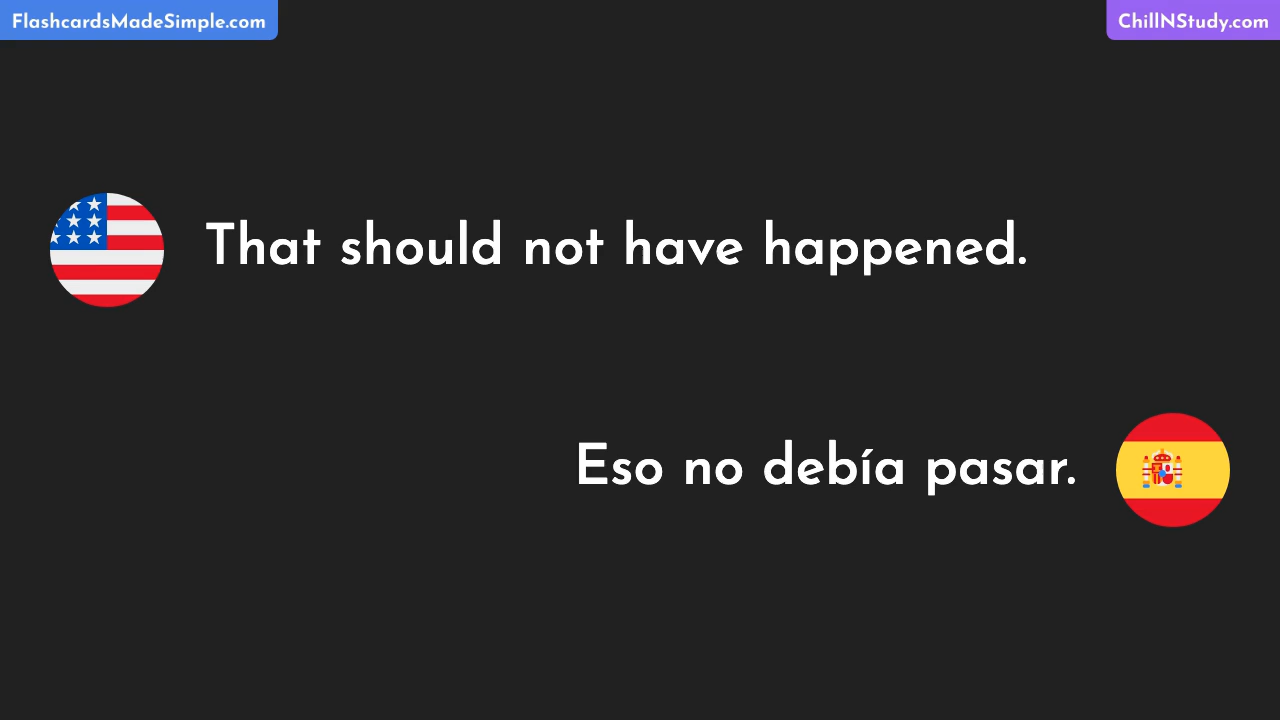 FlashcardsMadeSimple.com
ChillNStudy.com
That should not have happened.
Eso no debía pasar.